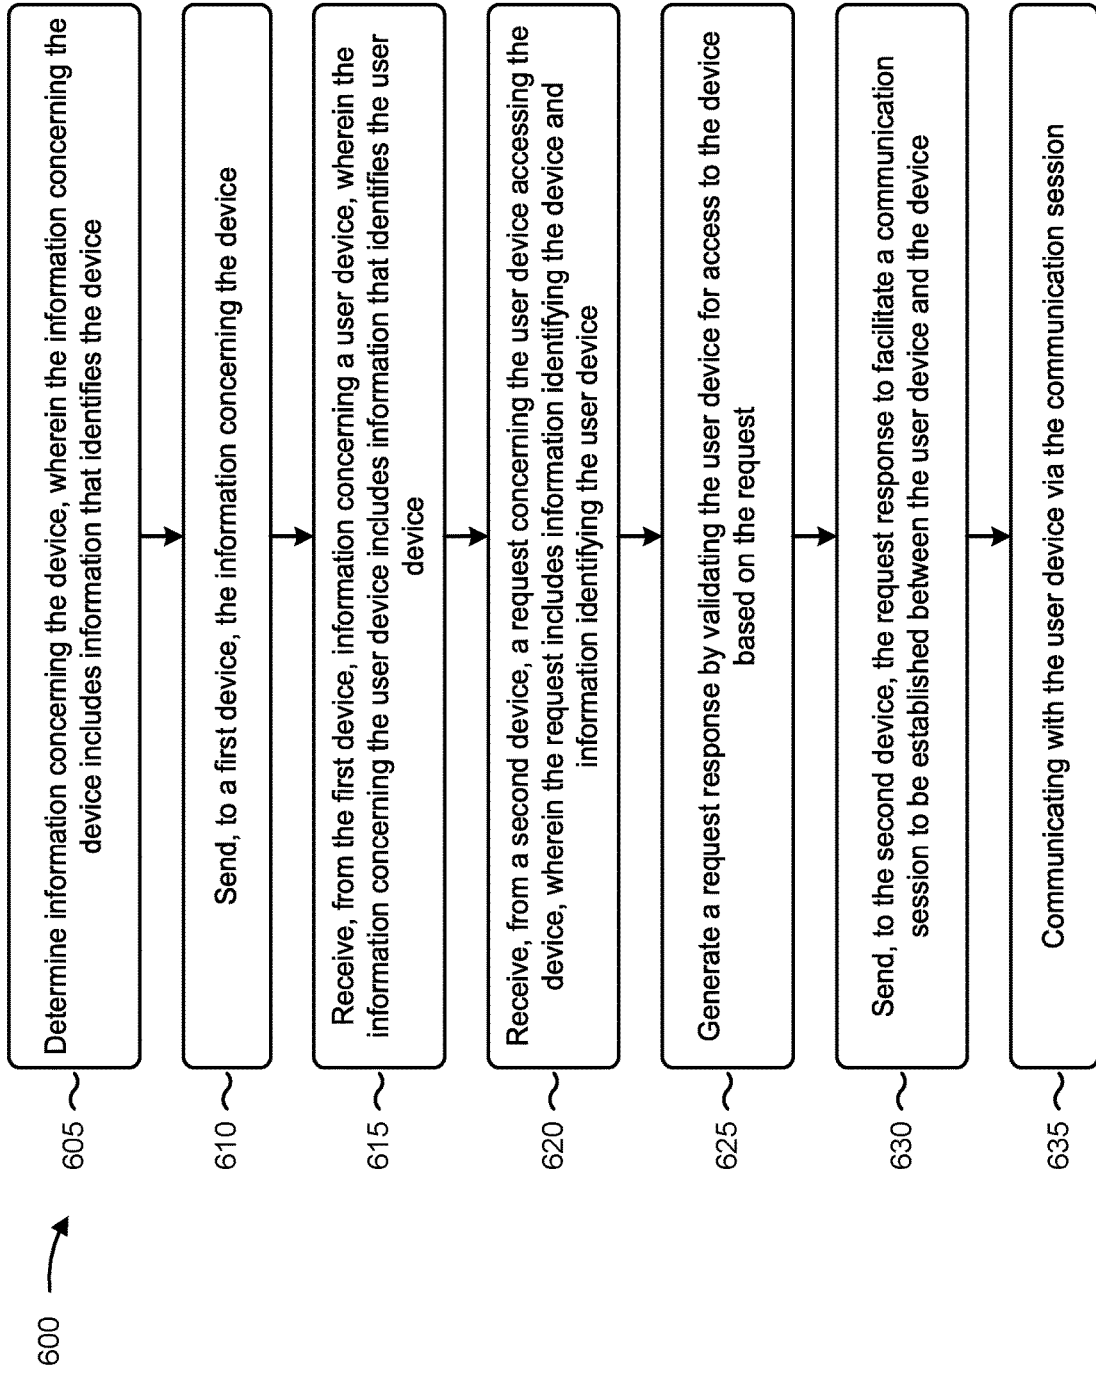 600
605
Determine information concerning the device, wherein the information concerning the
device includes information that identifies the device
610
Send, to a first device, the information concerning the device
615
Receive, from the first device, information concerning a user device, wherein the
information concerning the user device includes information that identifies the user
device
620
Receive, from a second device, a request concerning the user device accessing the
device, wherein the request includes information identifying the device and
information identifying the user device
625
Generate a request response by validating the user device for access to the device
based on the request
630
Send, to the second device, the request response to facilitate a communication
session to be established between the user device and the device
635
Communicating with the user device via the communication session